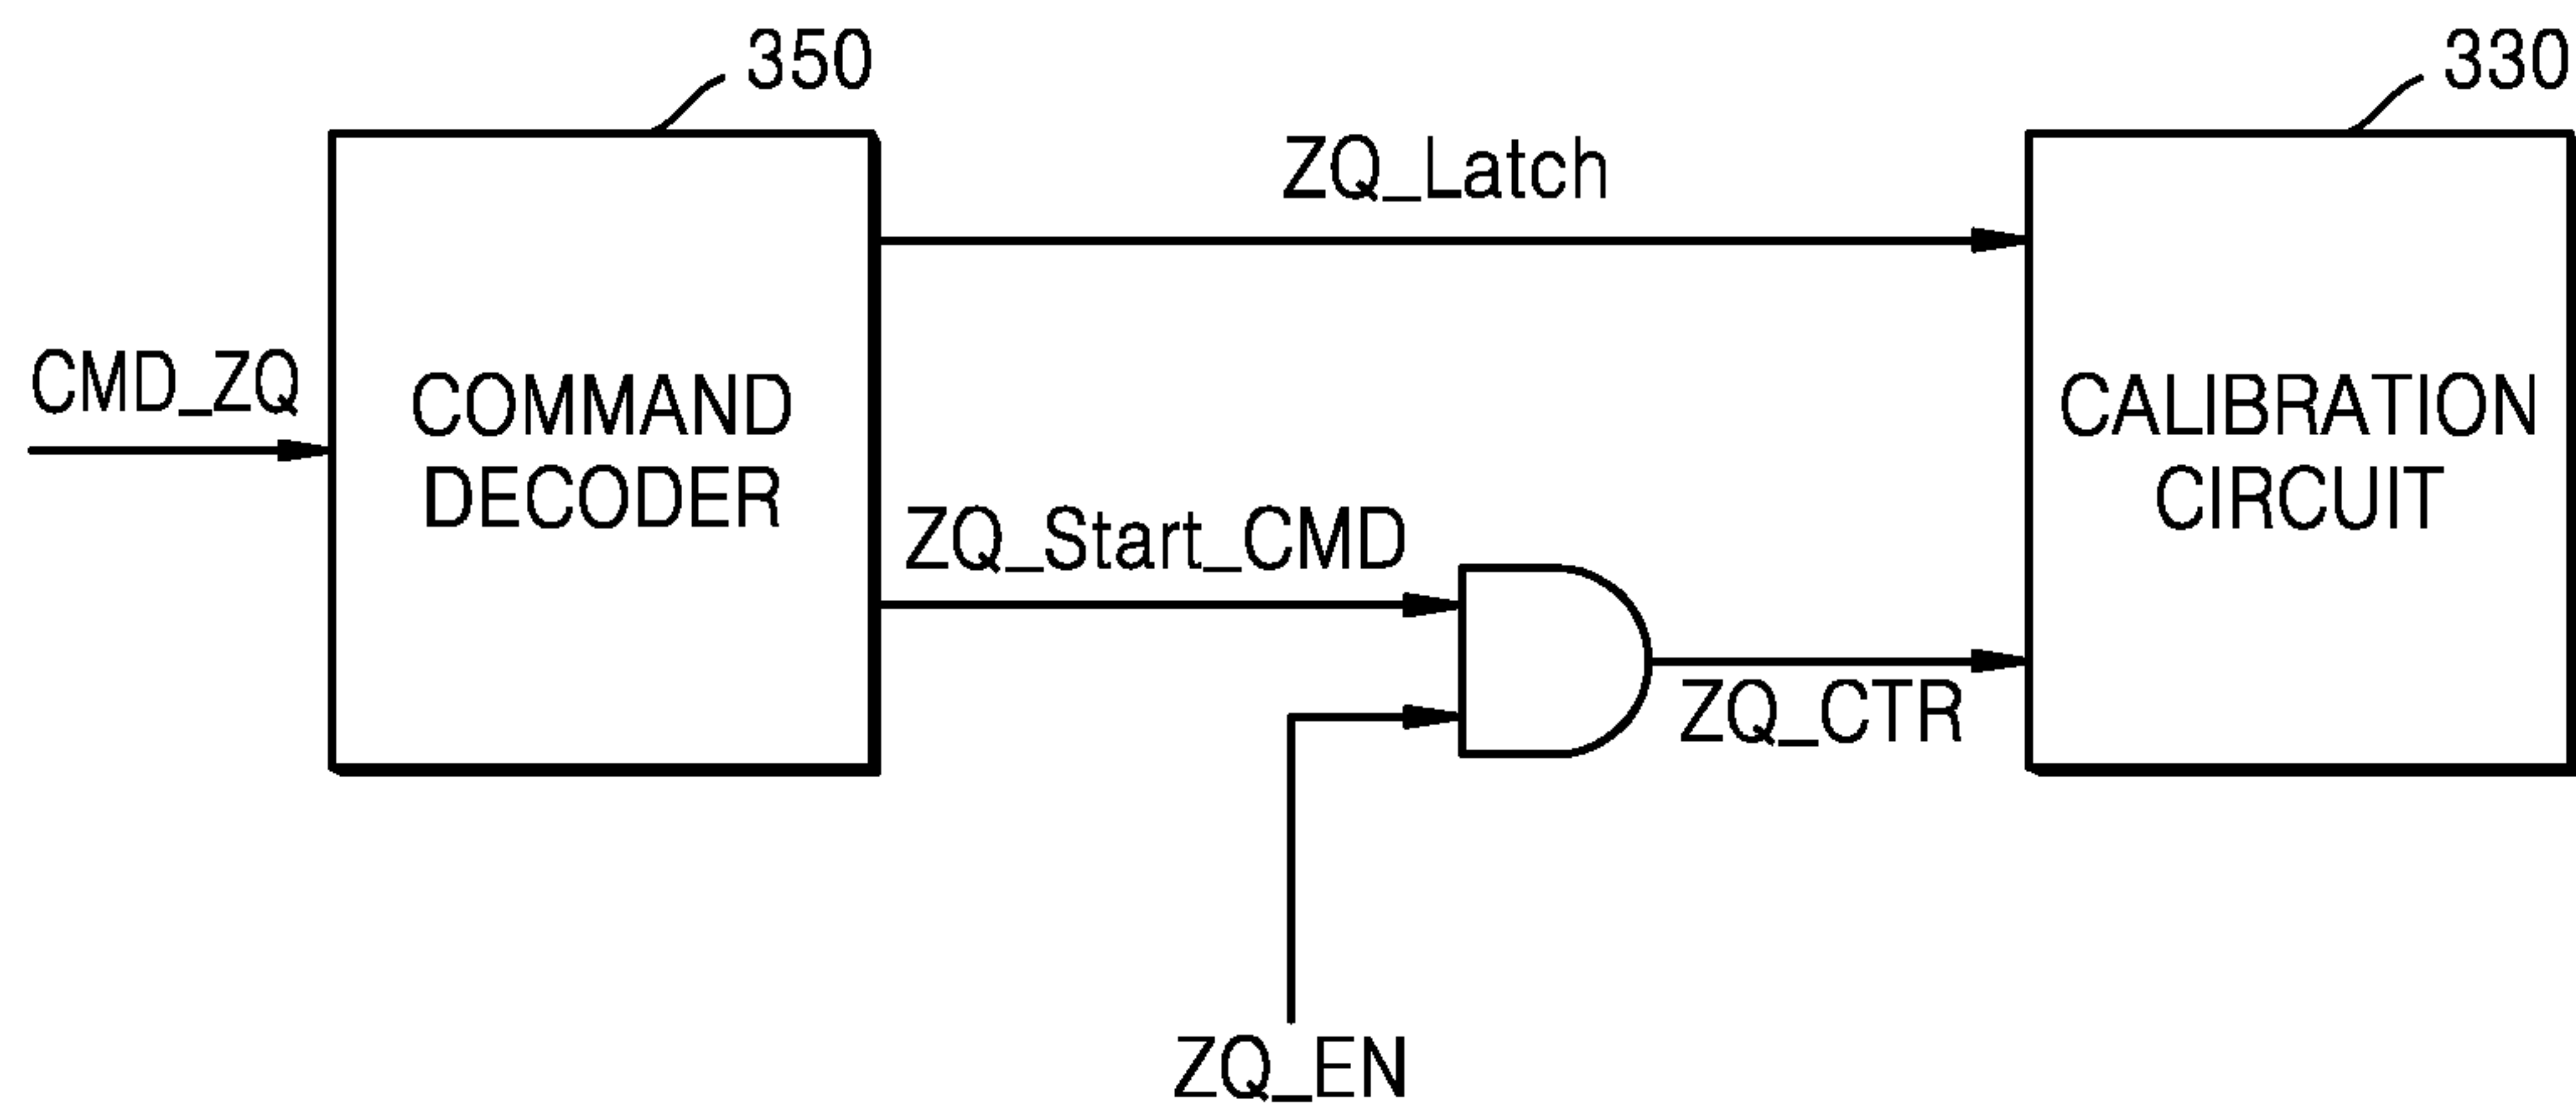 350
330
ZQ_Latch
CMD_ZQ
COMMAND
DECODER
CALIBRATION
CIRCUIT
ZQ_Start_CMD
ZQ_CTR
ZQ_EN